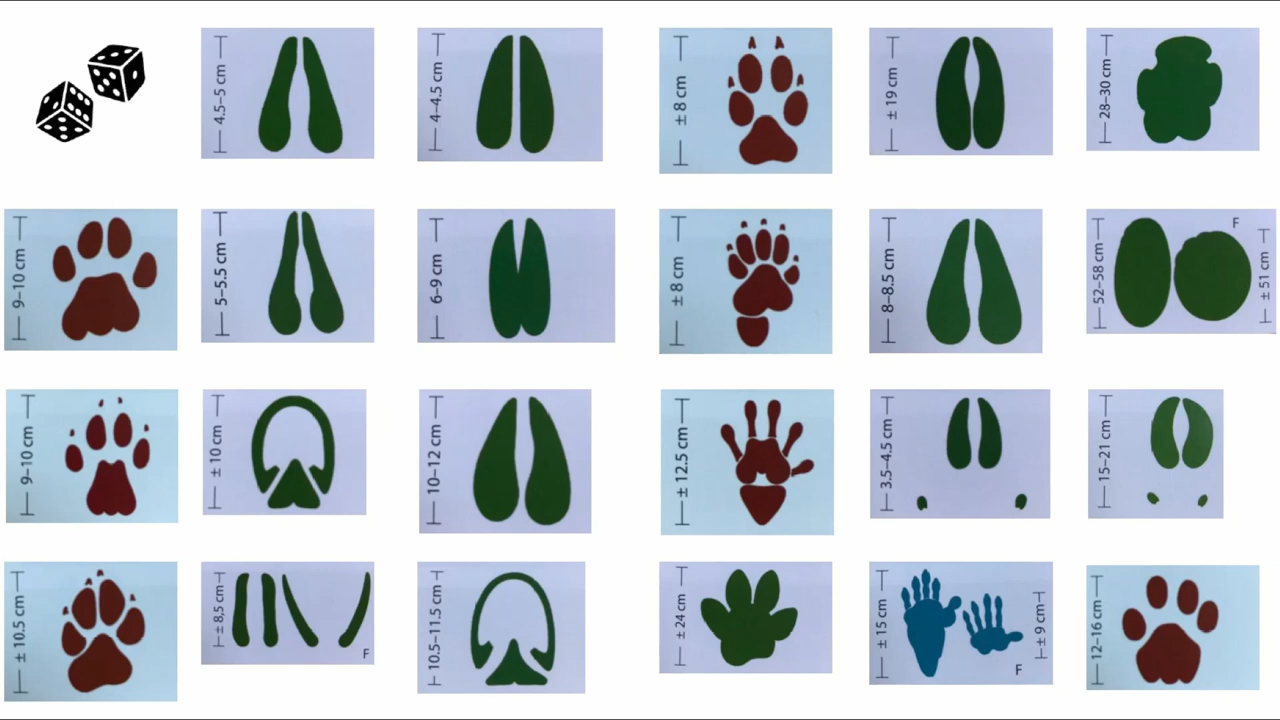 4.5–5 cm
4–4.5 cm
± 8 cm
± 19 cm
28–30 cm
9–10 cm
5–5.5 cm
6-9 cm
± 8 cm
8–8.5 cm
52–58 cm
F
± 51 cm
9–10 cm
± 10 cm
10–12 cm
± 12.5 cm
3.5–4.5 cm
15–21 cm
± 10.5 cm
± 8,5 cm
F
10.5–11.5 cm
± 24 cm
± 15 cm
F
± 9 cm
12–16 cm